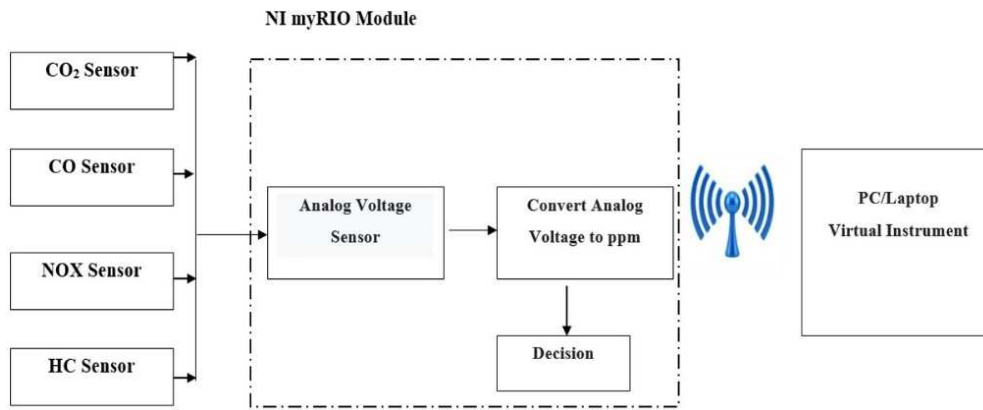 NI myRIO Module
CO₂ Sensor
CO Sensor
NOX Sensor
HC Sensor
Analog Voltage
Sensor
Convert Analog
Voltage to ppm
Decision
PC/Laptop
Virtual Instrument